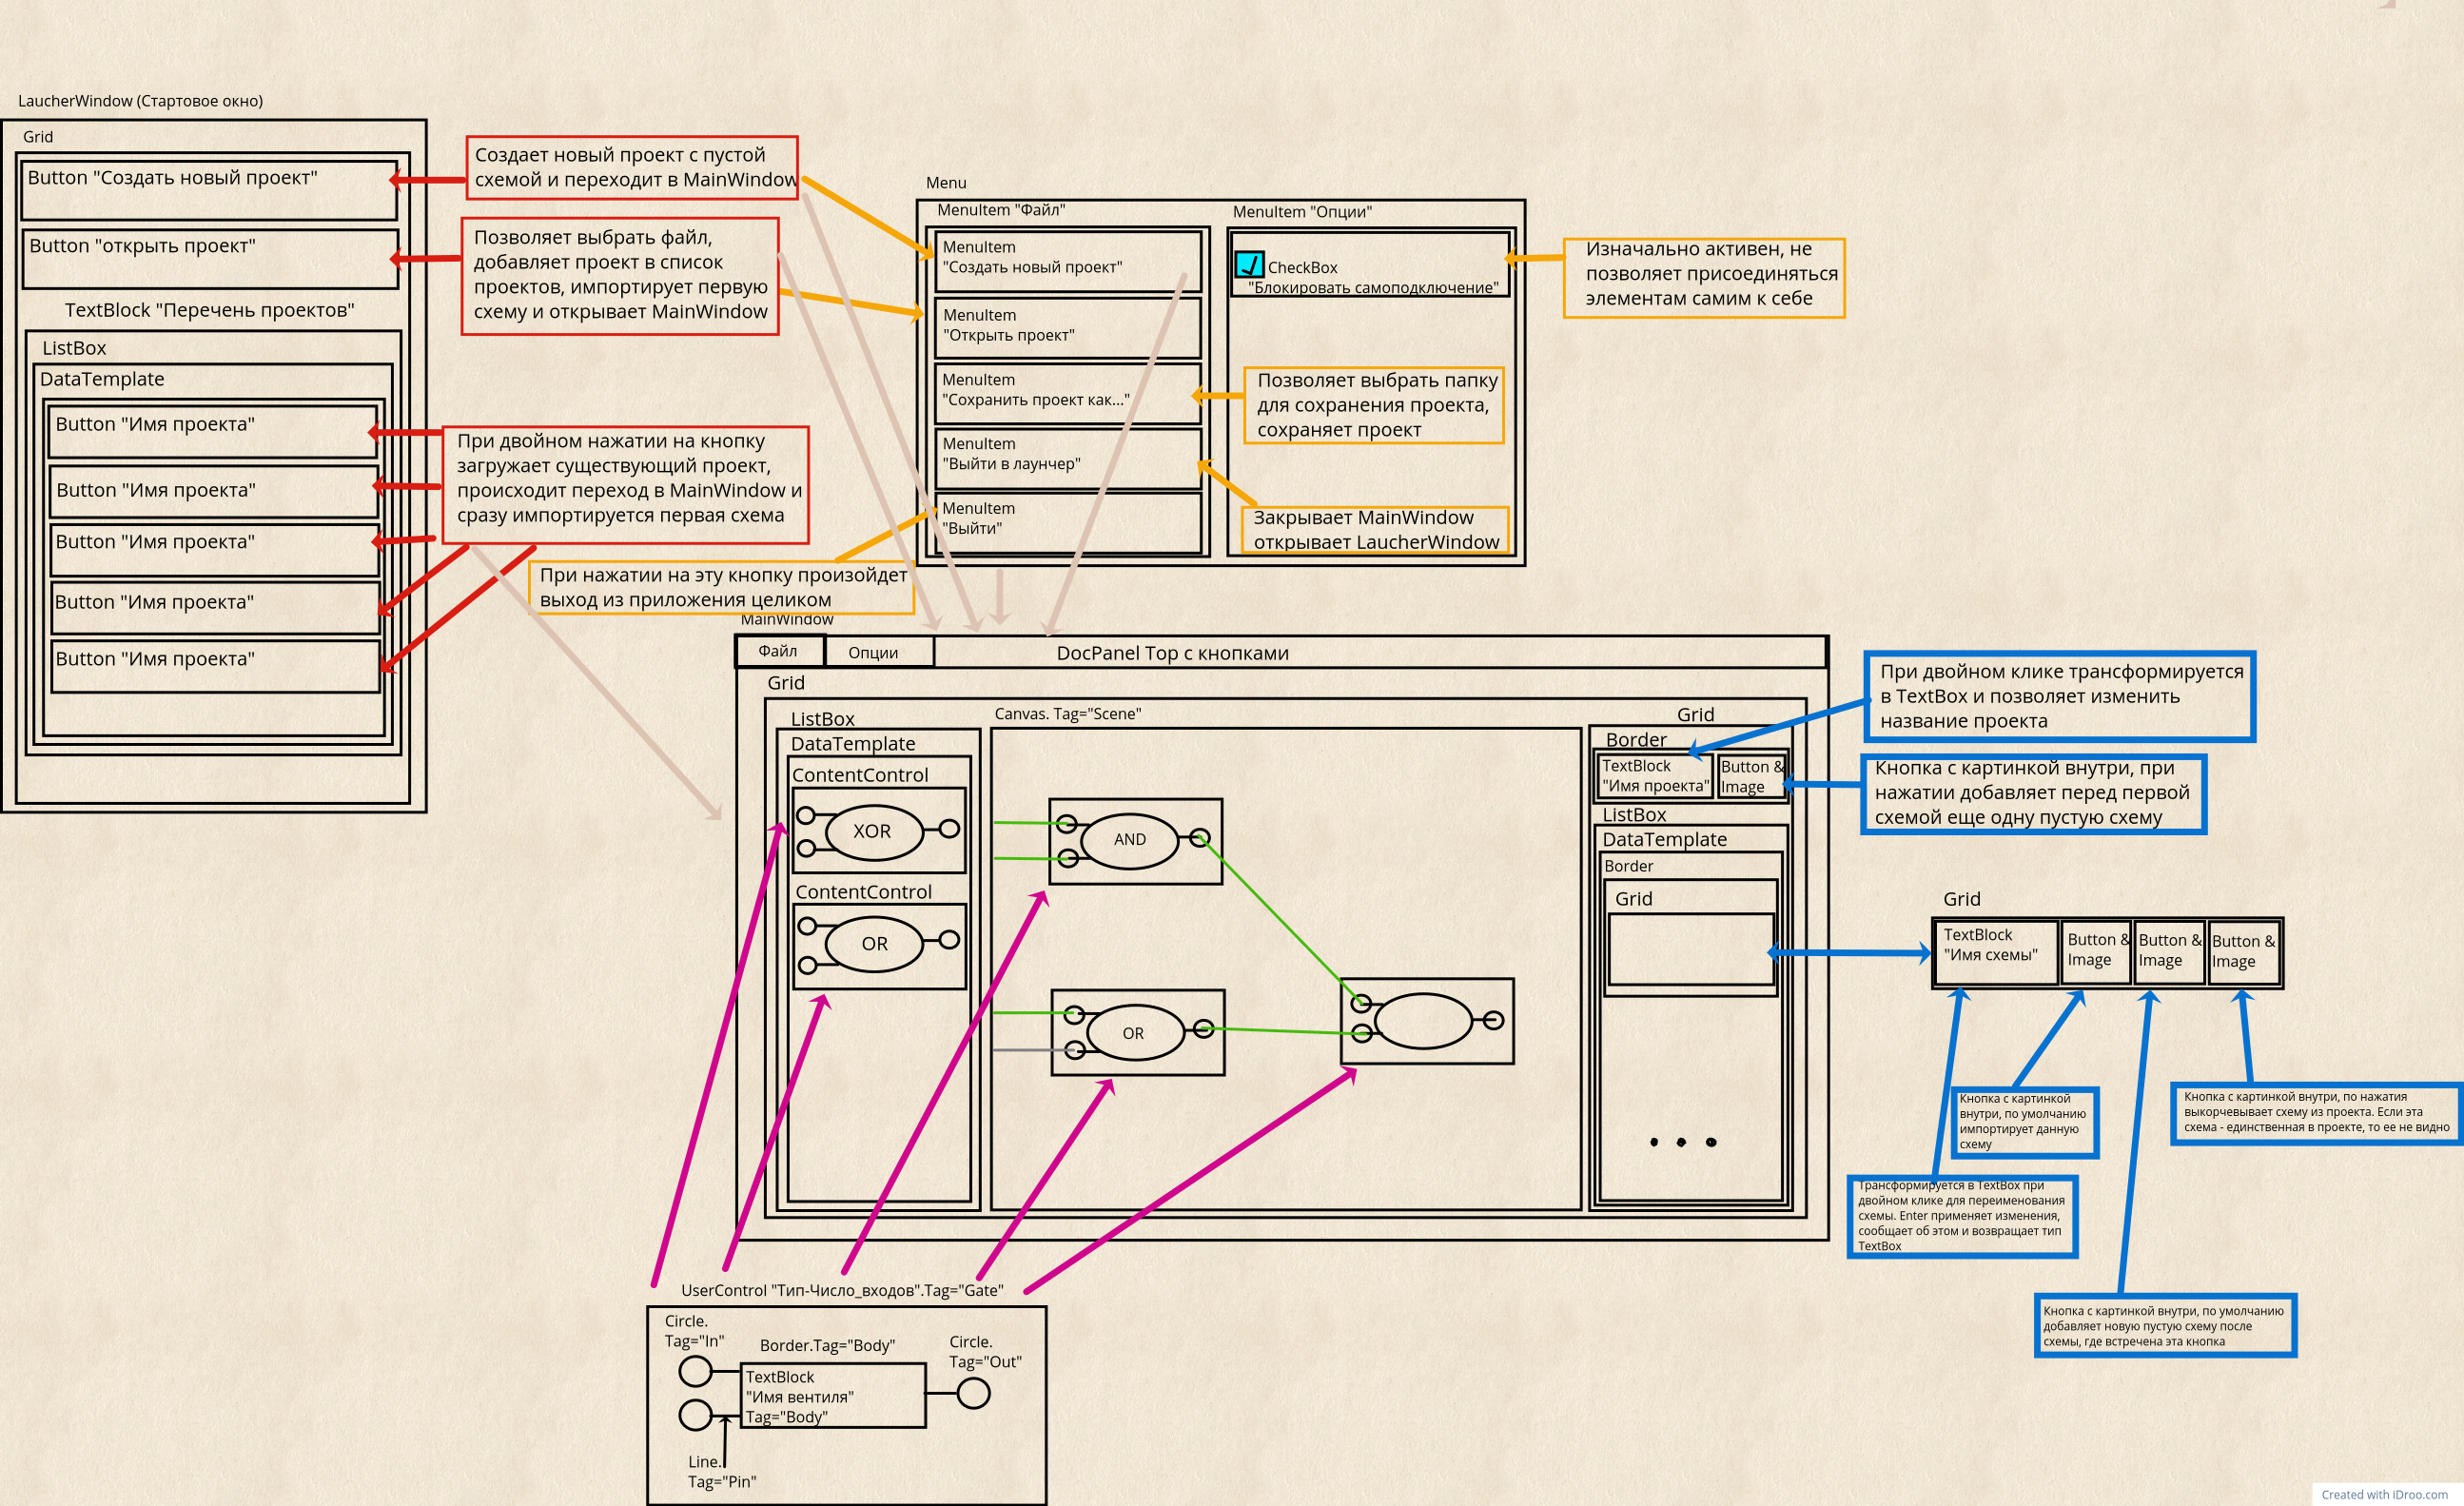 LaucherWindow (Стартовое окно)
Grid
Button "Создать новый проект"
Button "открыть проект"
TextBlock "Перечень проектов"
ListBox
DataTemplate
Button "Имя проекта"
Button "Имя проекта"
Button "Имя проекта"
Button "Имя проекта"
Button "Имя проекта"
Создает новый проект с пустой
схемой и переходит в MainWindow
Позволяет выбрать файл,
добавляет проект в список
проектов, импортирует первую
схему и открывает MainWindow
При двойном нажатии на кнопку
загружает существующий проект,
происходит переход в MainWindow и
сразу импортируется первая схема
При нажатии на эту кнопку произойдет
выход из приложения целиком
Menu
MenuItem "Файл"
MenuItem
"Создать новый проект"
MenuItem
"Открыть проект"
MenuItem
"Сохранить проект как..."
MenuItem
"Выйти в лаунчер"
MenuItem
"Выйти"
MenuItem "Опции"
CheckBox
"Блокировать самоподключение"
Изначально активен, не
позволяет присоединяться
элементам самим к себе
Позволяет выбрать папку
для сохранения проекта,
сохраняет проект
Закрывает MainWindow
открывает LaucherWindow
MainWindow
Файл
Опции
DocPanel Top с кнопками
Grid
ListBox
DataTemplate
ContentControl
XOR
ContentControl
OR
Canvas. Tag="Scene"
AND
OR
Grid
Border
TextBlock
"Имя проекта"
Button &
Image
ListBox
DataTemplate
Border
Grid
При двойном клике трансформируется
в TextBox и позволяет изменить
название проекта
Кнопка с картинкой внутри, при
нажатии добавляет перед первой
схемой еще одну пустую схему
Grid
TextBlock
"Имя схемы"
Button &
Image
Button &
Image
Button &
Image
Кнопка с картинкой
внутри, по умолчанию
импортирует данную
схему
Кнопка с картинкой внутри, по нажатия
выкорчевывает схему из проекта. Если эта
схема - единственная в проекте, то ее не видно
Трансформируется в TextBox при
двойном клике для переименования
схемы. Enter применяет изменения,
сообщает об этом и возвращает тип
TextBox
Кнопка с картинкой внутри, по умолчанию
добавляет новую пустую схему после
схемы, где встречена эта кнопка
UserControl "Тип-Число_входов".Tag="Gate"
Circle.
Tag="In"
Border.Tag="Body"
Circle.
Tag="Out"
TextBlock
"Имя вентиля"
Tag="Body"
Line.
Tag="Pin"
Created with iDroo.com